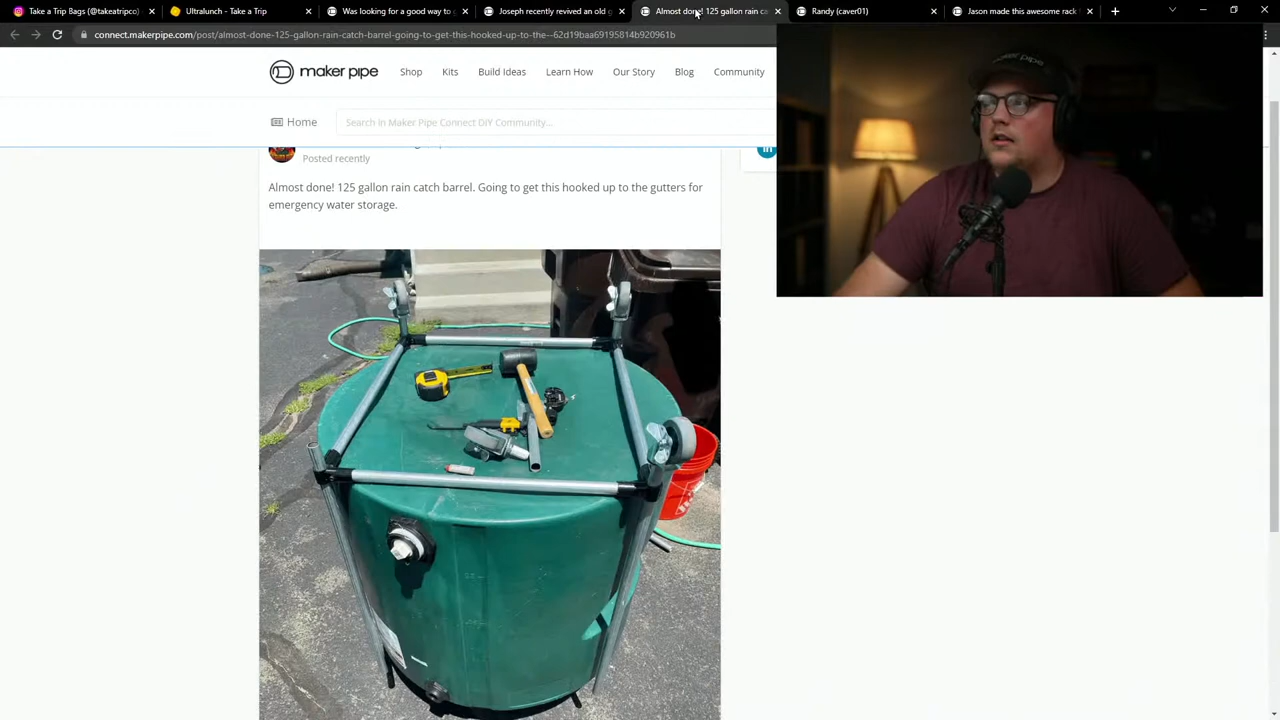 Take a Trip Bags (@takeatripco)
Ultralunch - Take a Trip
Was looking for a good way to
Joseph recently revived an old g
Almost done! 125 gallon rain ca
Randy (caver01)
Jason made this awesome rack
connect.makerpipe.com/post/almost-done-125-gallon-rain-catch-barrel-going-to-get-this-hooked-up-to-the--62d19baa69195814b920961b
maker pipe
Shop
Kits
Build Ideas
Learn How
Our Story
Blog
Community
Home
Search In Maker Pipe Connect DIY Community...
in
Posted recently
Almost done! 125 gallon rain catch barrel. Going to get this hooked up to the gutters for
emergency water storage.